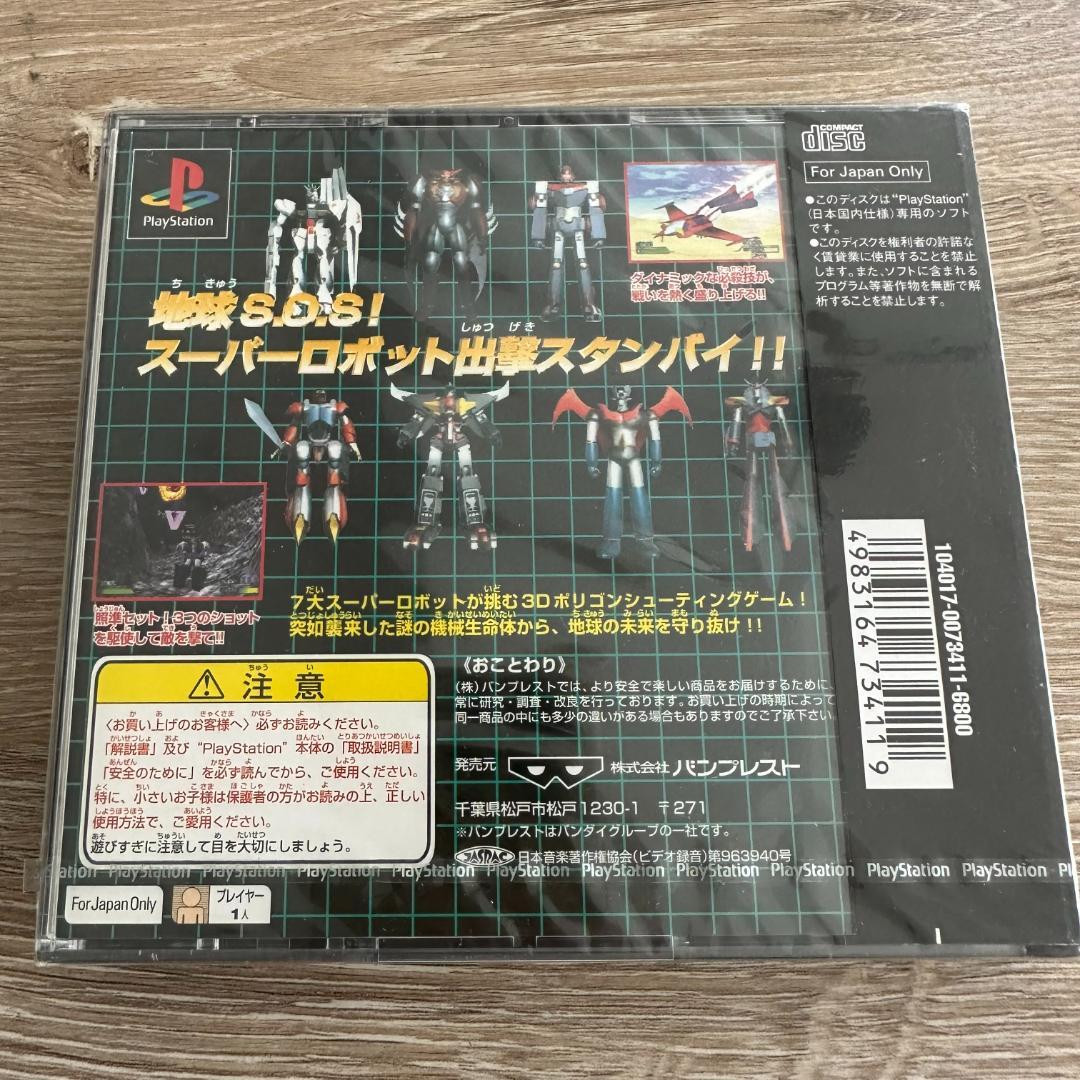 PlayStation
地球S.O.S!
ちきゅう
スーパーロボット出撃スタンバイ!!
しゅつげき
ダイナミックな必殺技が、
戦いを熱く盛り上げる!!
照準セット!3つのショット
を駆使して敵を撃て!!
7大スーパーロボットが挑む3Dポリゴンシューティングゲーム!
突如襲来した謎の機械生命体から、地球の未来を守り抜け!!
注意
ちゅうい
〈お買い上げのお客様へ〉必ずお読みください。
「解説書」及び“PlayStation”本体の「取扱説明書」
「安全のために」を必ず読んでから、ご使用ください。
特に、小さいお子様は保護者の方がお読みの上、正しい
使用方法で、ご愛用ください。
遊びすぎに注意して目を大切にしましょう。
《おことわり》
(株)バンプレストでは、より安全で楽しい商品をお届けするために
常に研究・調査・改良を行っております。お買い上げの時期によって
同一商品の中にも多少の違いがある場合もありますのでご了承下さい。
発売元
株式会社バンプレスト
千葉県松戸市松戸1230-1 〒271
※バンプレストはバンダイグループの一社です。
JASRAC 日本音楽著作権協会(ビデオ録音)第963940号
PlayStation PlayStation PlayStation PlayStation PlayStation PlayStation PlayStation PlayStation PlayStation PlayStation
For Japan Only
プレイヤー
1人
COMPACT
disc
For Japan Only
●このディスクは“PlayStation”
(日本国内仕様)専用のソフト
です。
●このディスクを権利者の許諾な
く賃貸業に使用することを禁止
します。また、ソフトに含まれる
プログラム等著作物を無断で解
析することを禁止します。
4983164734119
104017-0073411-6800